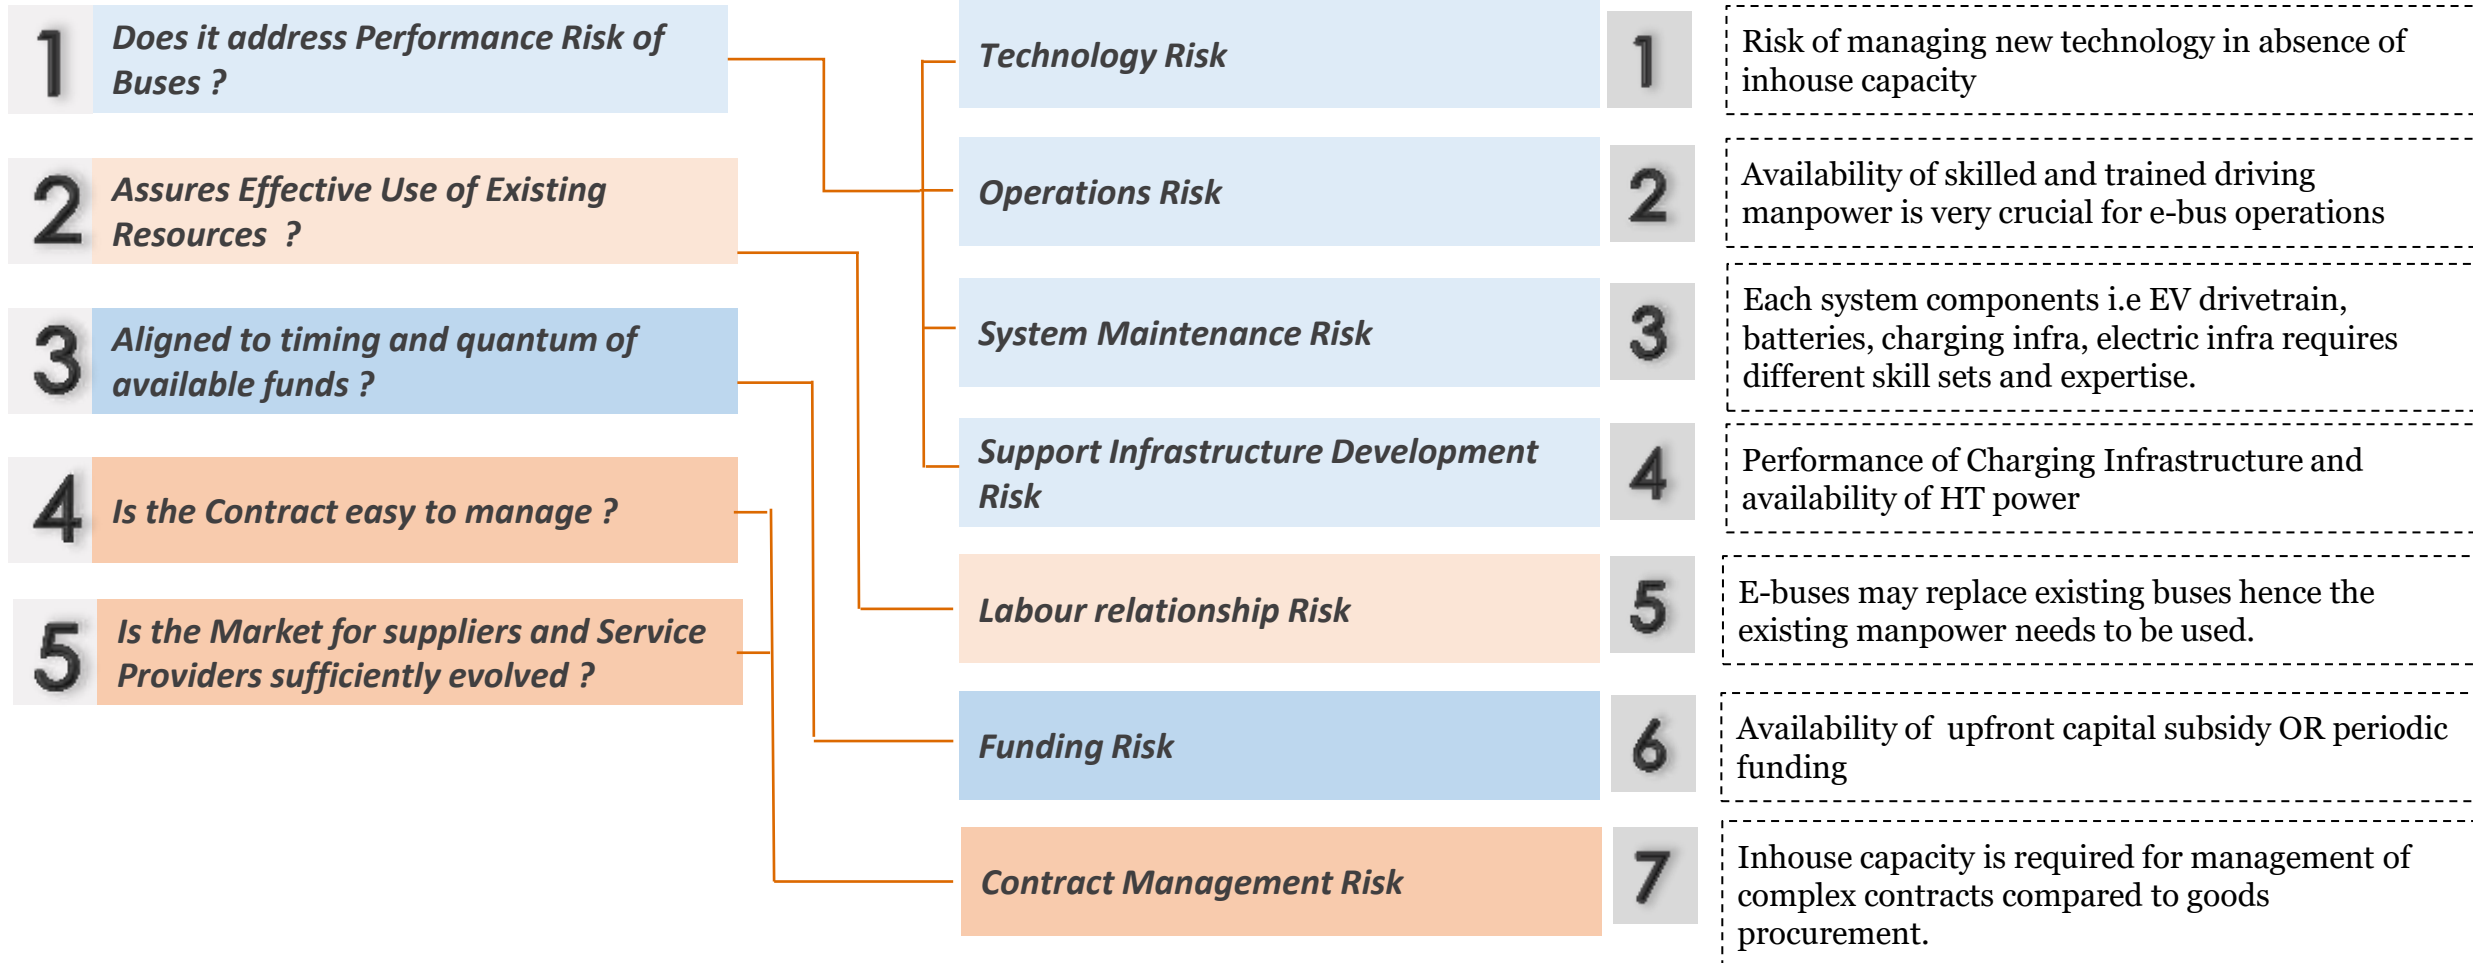 1
Does it address Performance Risk of
Buses ?
2
Assures Effective Use of Existing
Resources ?
3
Aligned to timing and quantum of
available funds ?
4
Is the Contract easy to manage ?
5
Is the Market for suppliers and Service
Providers sufficiently evolved ?
Technology Risk
1
Risk of managing new technology in absence of
inhouse capacity
Operations Risk
2
Availability of skilled and trained driving
manpower is very crucial for e-bus operations
System Maintenance Risk
3
Each system components i.e EV drivetrain,
batteries, charging infra, electric infra requires
different skill sets and expertise.
Support Infrastructure Development
Risk
4
Performance of Charging Infrastructure and
availability of HT power
Labour relationship Risk
5
E-buses may replace existing buses hence the
existing manpower needs to be used.
Funding Risk
6
Availability of upfront capital subsidy OR periodic
funding
Contract Management Risk
7
Inhouse capacity is required for management of
complex contracts compared to goods
procurement.